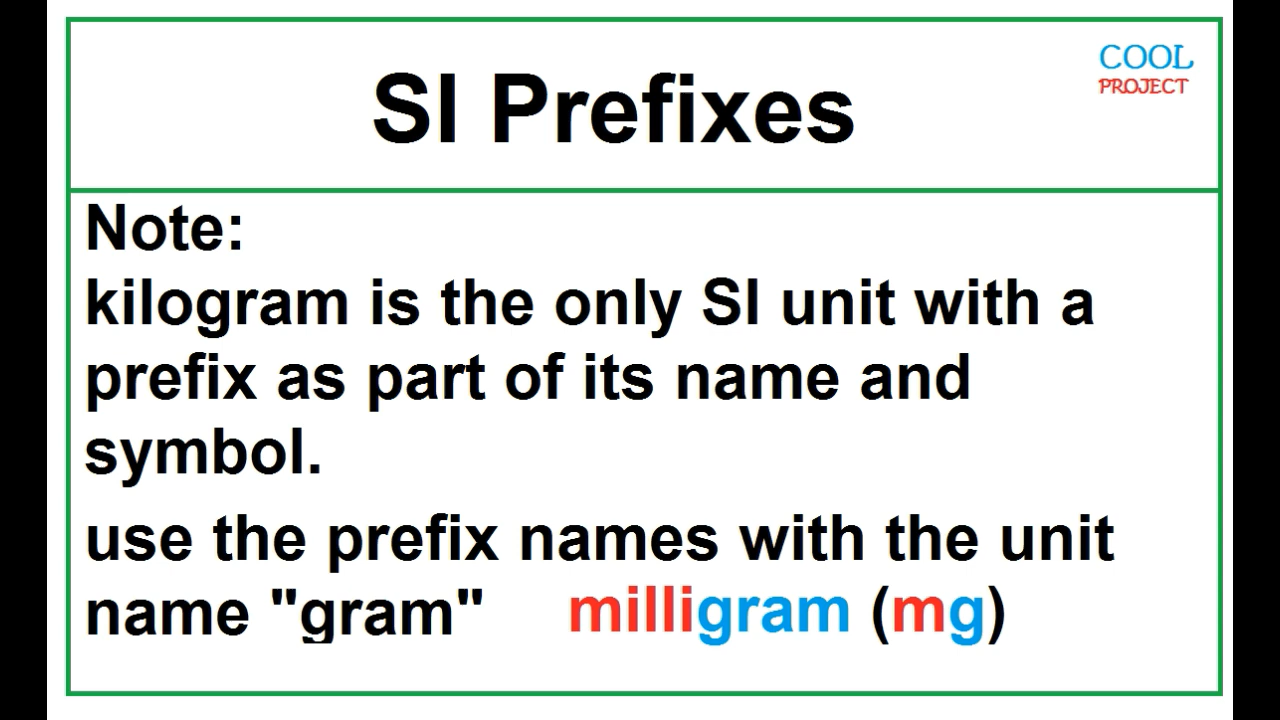 SI Prefixes
COOL
PROJECT
Note:
kilogram is the only SI unit with a
prefix as part of its name and
symbol.
use the prefix names with the unit
name "gram" milligram (mg)